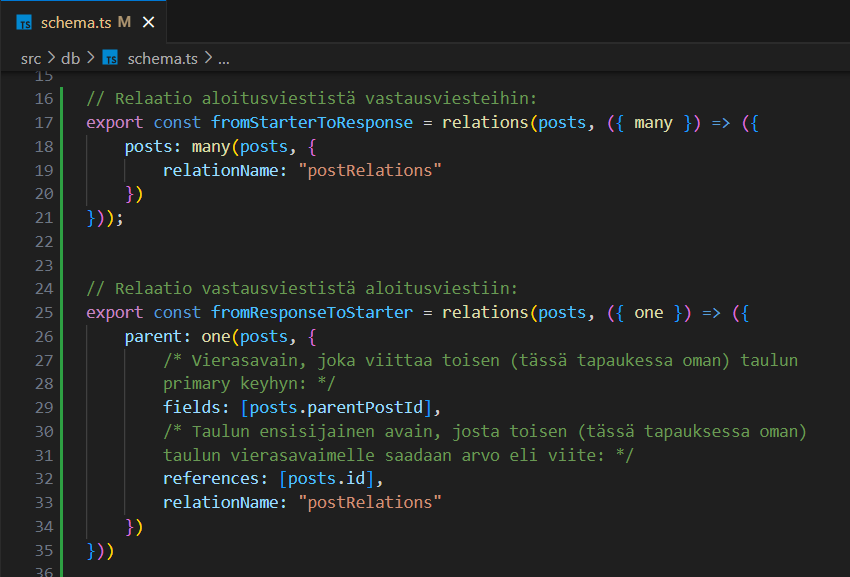 TS schema.ts M ✕
src > db > TS schema.ts > ...
15
16 // Relaatio aloitusviestistä vastausviesteihin:
17 export const fromStarterToResponse = relations(posts, ({ many }) => ({
18     posts: many(posts, {
19         relationName: "postRelations"
20     })
21 }));
22
23
24 // Relaatio vastausviestistä aloitusviestiin:
25 export const fromResponseToStarter = relations(posts, ({ one }) => ({
26     parent: one(posts, {
27         /* Vierasavain, joka viittaa toisen (tässä tapaukessa oman) taulun
28         primary keyhyn: */
29         fields: [posts.parentPostId],
30         /* Taulun ensisijainen avain, josta toisen (tässä tapauksessa oman)
31         taulun vierasavaimelle saadaan arvo eli viite: */
32         references: [posts.id],
33         relationName: "postRelations"
34     })
35 }))
36